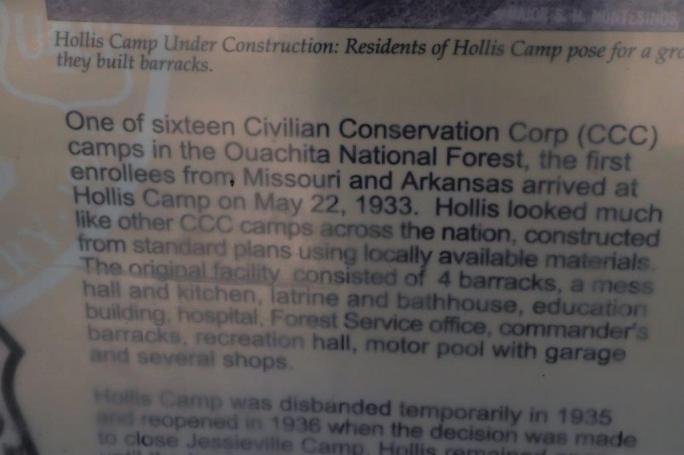 MAJOR S. M. MONTESINOS
Hollis Camp Under Construction: Residents of Hollis Camp pose for a gro
they built barracks.
One of sixteen Civilian Conservation Corp (CCC)
camps in the Ouachita National Forest, the first
enrollees from Missouri and Arkansas arrived at
Hollis Camp on May 22, 1933. Hollis looked much
like other CCC camps across the nation, constructed
from standard plans using locally available materials.
The original facility consisted of 4 barracks, a mess
hall and kitchen, latrine and bathhouse, education
building, hospital, Forest Service office, commander's
barracks, recreation hall, motor pool with garage
and several shops.
Hollis Camp was disbanded temporarily in 1935
and reopened in 1936 when the decision was made
to close Jessieville Camp. Hollis remained